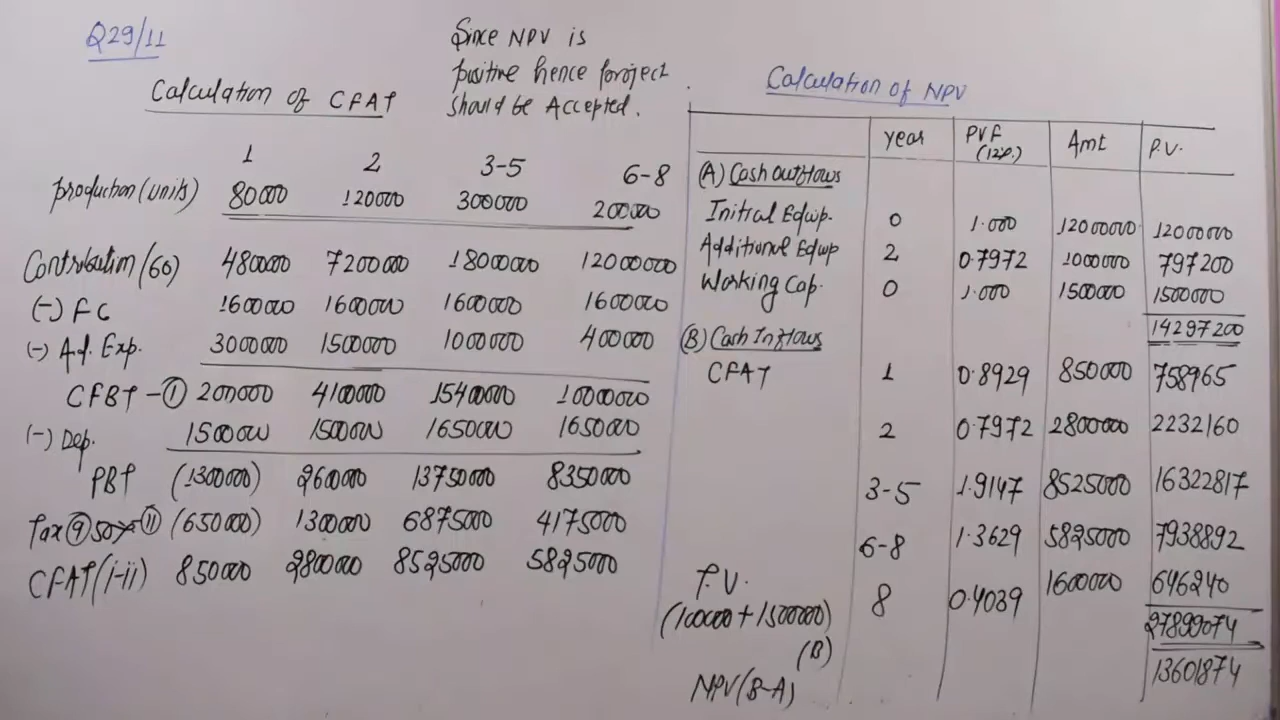 Q29/11
Since NPV is
positive hence project
should be Accepted.
Calculation of CFAT
1 2 3-5 6-8
production (units) 80000 120000 300000 200000
Contribution (60) 4800000 7200000 18000000 12000000
(-) FC 1600000 1600000 1600000 1600000
(-) Ad. Exp. 3000000 1500000 1000000 400000
CFBT - (I) 200000 4100000 15400000 10000000
(-) Dep. 1500000 1500000 1650000 1650000
PBT (1300000) 2600000 13750000 8350000
Tax @ 50% (II) (650000) 1300000 6875000 4175000
CFAT (i-ii) 850000 2800000 8525000 5825000
Calculation of NPV
year PVF (12%) Amt P.V.
(A) Cash outflows
Initial Equip. 0 1.000 12000000 12000000
Additional Equip 2 0.7972 1000000 797200
Working Cap. 0 1.000 1500000 1500000
14297200
(B) Cash Inflows
CFAT 1 0.8929 850000 758965
2 0.7972 2800000 2232160
3-5 1.9147 8525000 16322817
6-8 1.3629 5825000 7938892
T.V. 8 0.4039 1600000 646240
(100000 + 1500000)
(B) 27899074
NPV (B-A) 13601874